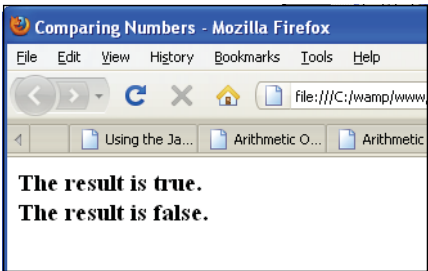 Comparing Numbers - Mozilla Firefox
File Edit View History Bookmarks Tools Help
file:///C:/wamp/www/
Using the Ja... Arithmetic O... Arithmetic
The result is true.
The result is false.